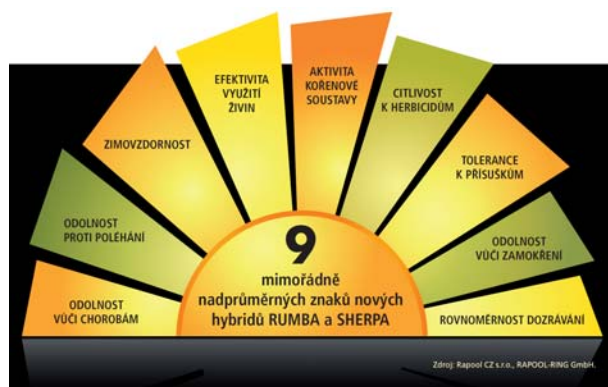 ODOLNOST
VŮČI CHOROBÁM
ODOLNOST
PROTI POLÉHÁNÍ
ZIMOVZDORNOST
EFEKTIVITA
VYUŽITÍ
ŽIVIN
AKTIVITA
KOŘENOVÉ
SOUSTAVY
CITLIVOST
K HERBICIDŮM
TOLERANCE
K PŘÍSUŠKŮM
ODOLNOST
VŮČI ZAMOKŘENÍ
ROVNOMĚRNOST DOZRÁVÁNÍ
9
mimořádně
nadprůměrných znaků nových
hybridů RUMBA a SHERPA
Zdroj: Rapool CZ s.r.o., RAPOOL-RING GmbH.